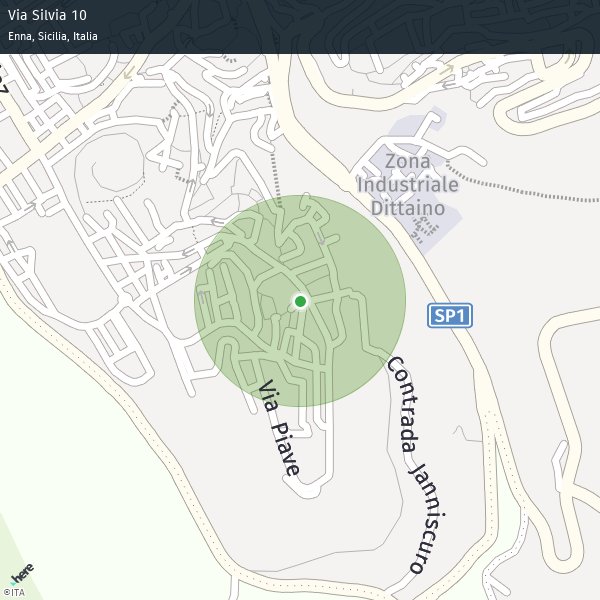 Via Silvia 10
Enna, Sicilia, Italia
Zona
Industriale
Dittaino
SP1
Via Piave
Contrada Janniscuro
here
©ITA